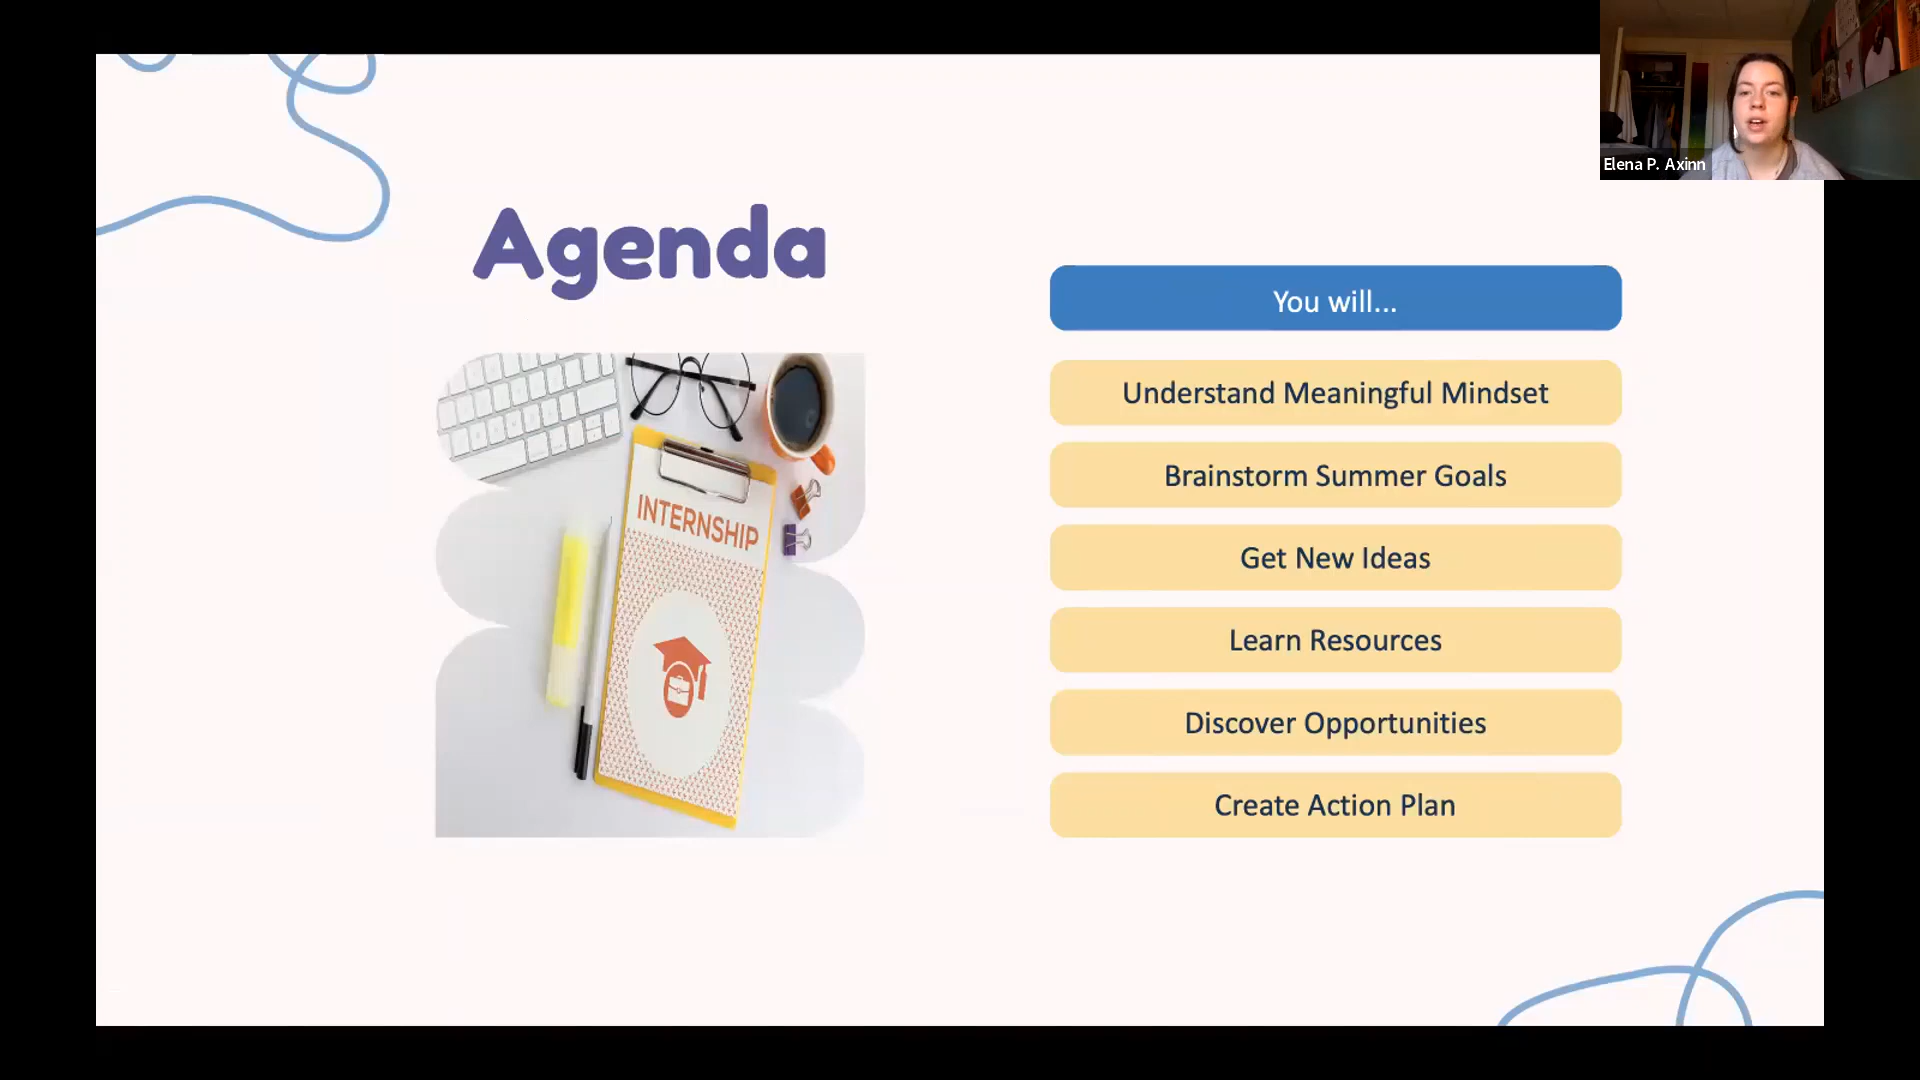 Elena P. Axinn
Agenda
INTERNSHIP
You will...
Understand Meaningful Mindset
Brainstorm Summer Goals
Get New Ideas
Learn Resources
Discover Opportunities
Create Action Plan